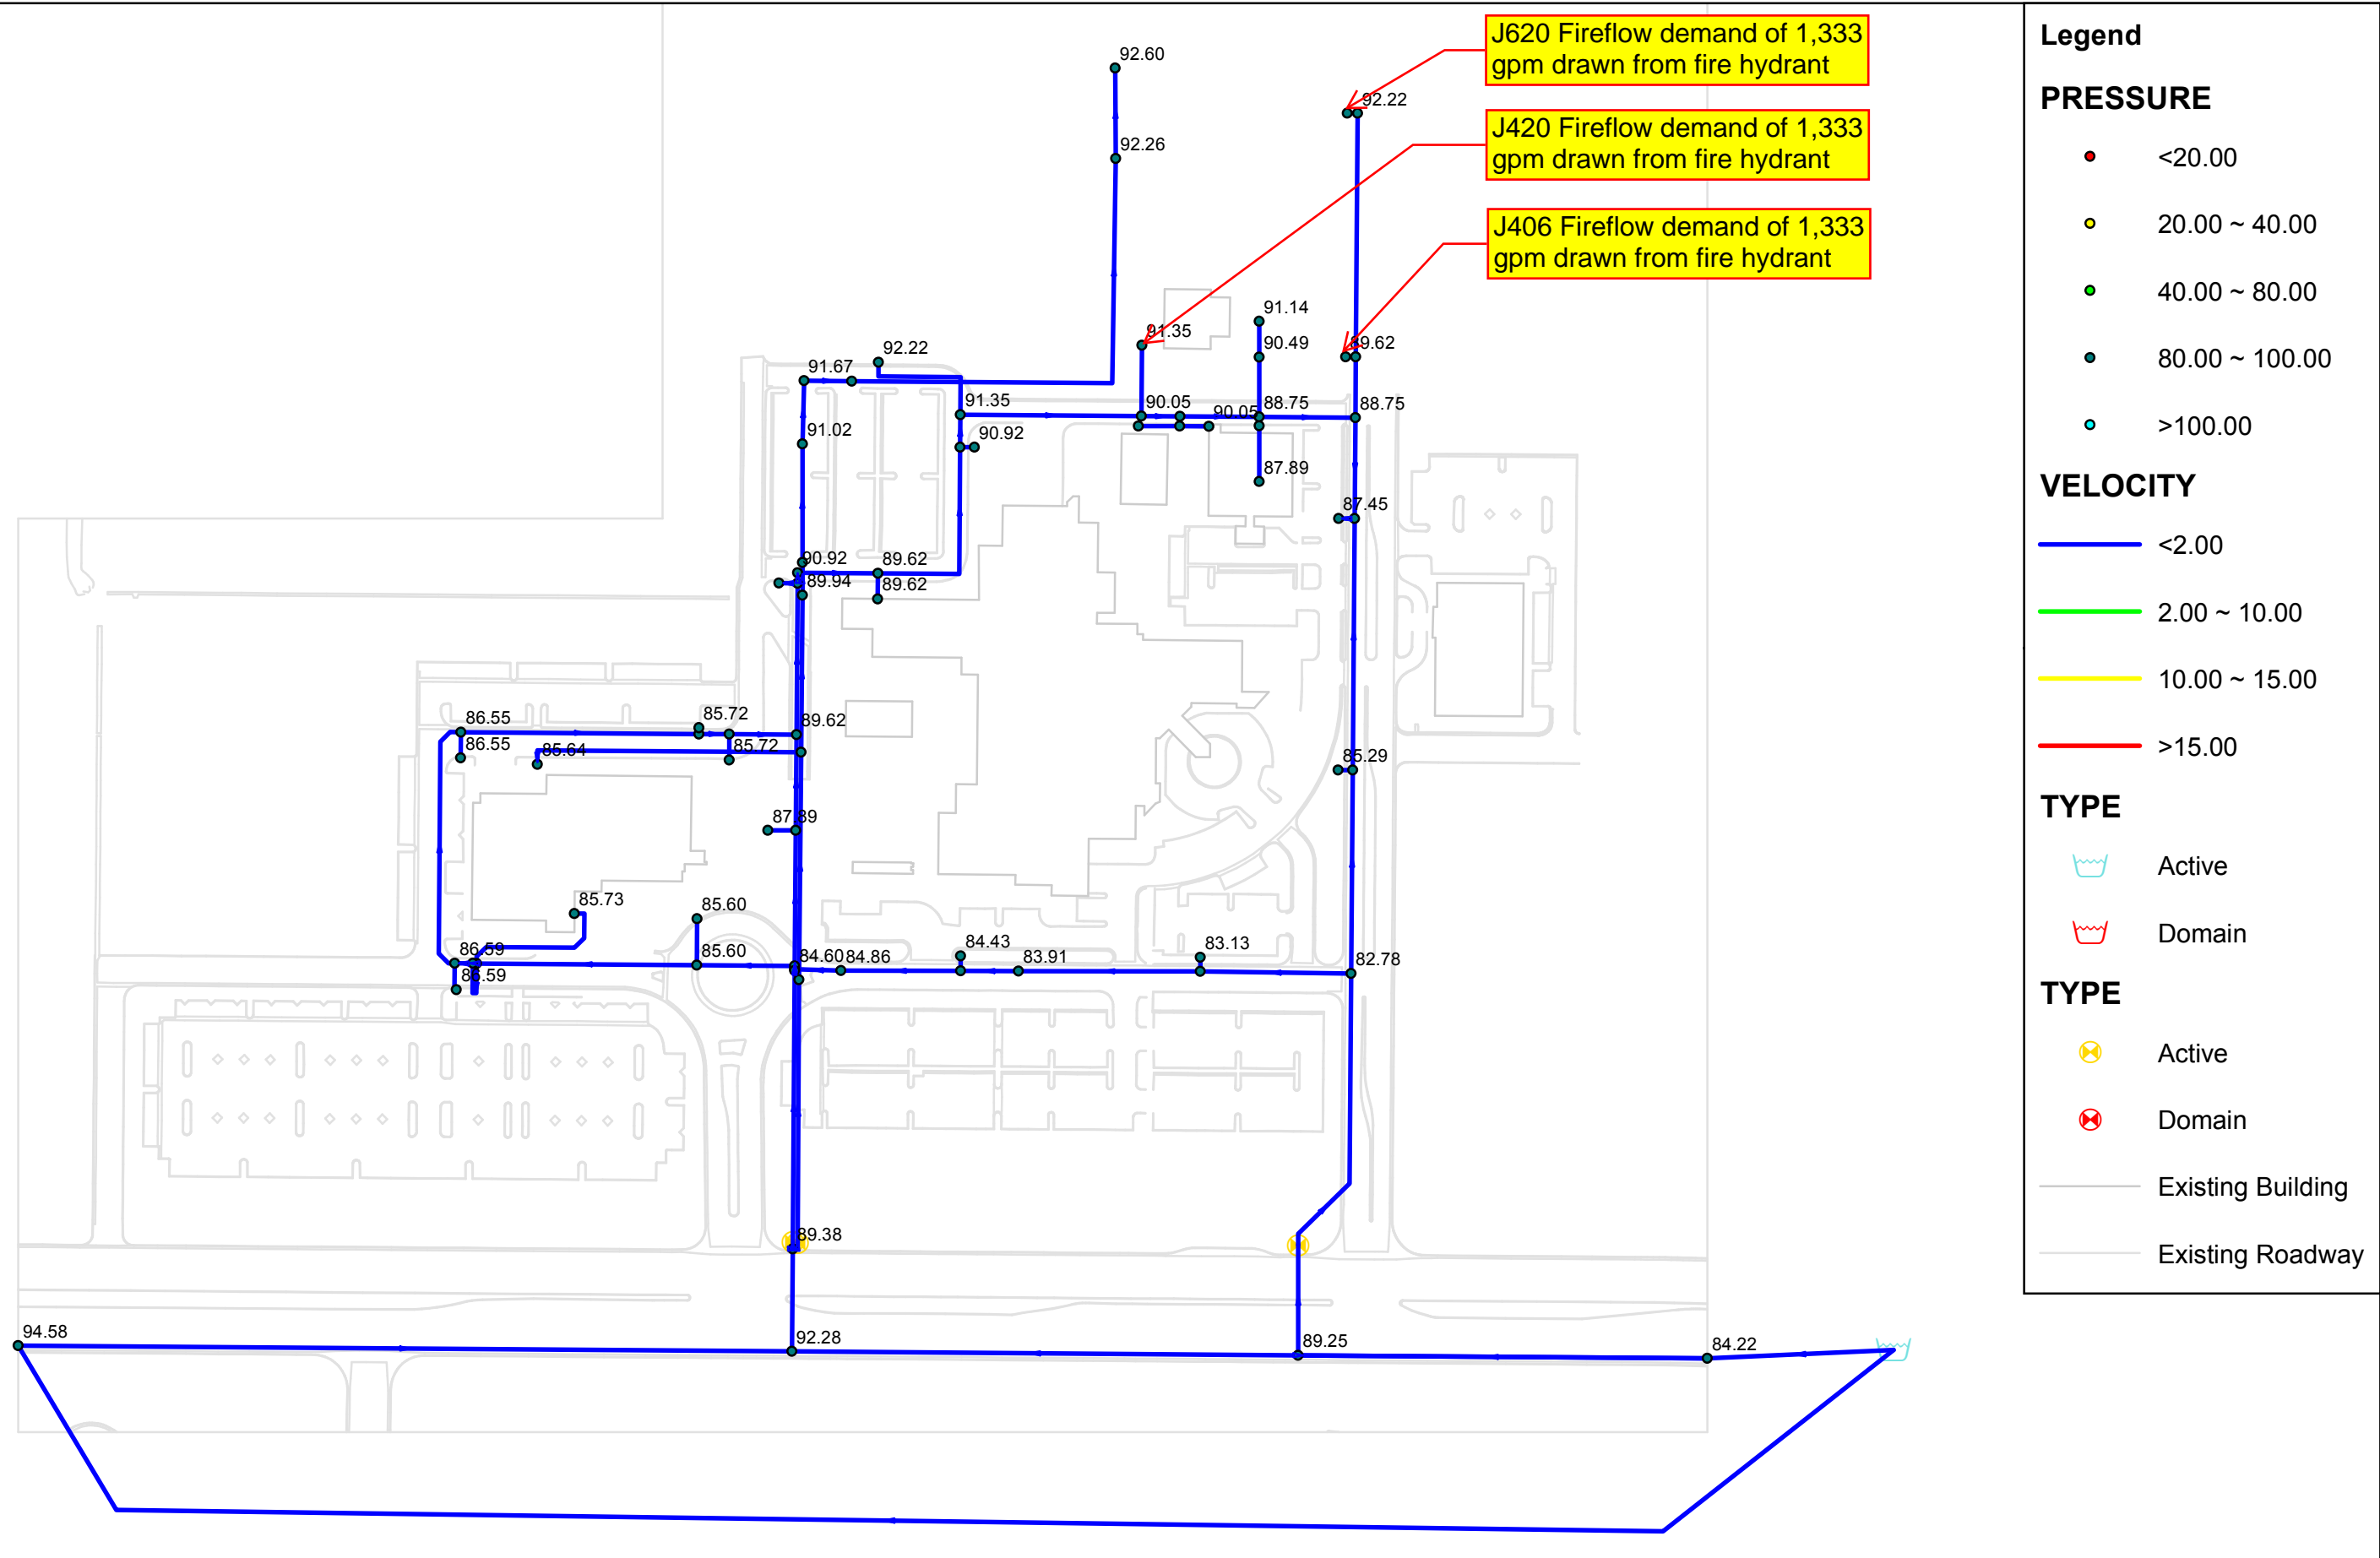 92.60
J620 Fireflow demand of 1,333
gpm drawn from fire hydrant
92.22
J420 Fireflow demand of 1,333
gpm drawn from fire hydrant
92.26
J406 Fireflow demand of 1,333
gpm drawn from fire hydrant
91.14
91.35
90.49
89.62
92.22
91.67
91.35
90.05
90.05
88.75
88.75
91.02
90.92
87.89
87.45
90.92
89.62
89.94
89.62
86.55
85.72
89.62
86.55
85.64
85.72
85.29
87.89
85.73
85.60
86.59
85.60
84.60
84.86
84.43
83.91
83.13
82.78
86.59
89.38
94.58
92.28
89.25
84.22
Legend
PRESSURE
<20.00
20.00 ~ 40.00
40.00 ~ 80.00
80.00 ~ 100.00
>100.00
VELOCITY
<2.00
2.00 ~ 10.00
10.00 ~ 15.00
>15.00
TYPE
Active
Domain
TYPE
Active
Domain
Existing Building
Existing Roadway